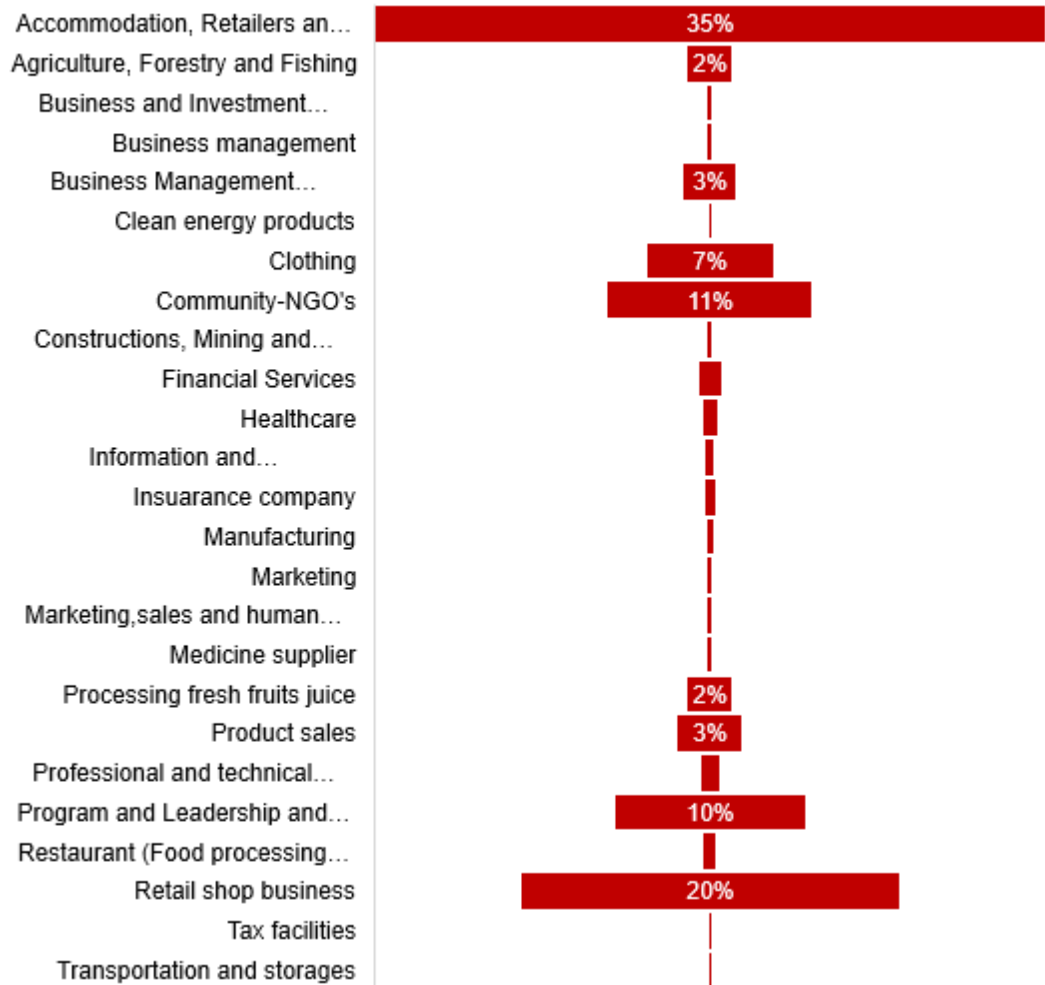 Accommodation, Retailers an… 35%
Agriculture, Forestry and Fishing 2%
Business and Investment…
Business management
Business Management… 3%
Clean energy products
Clothing 7%
Community-NGO's 11%
Constructions, Mining and…
Financial Services
Healthcare
Information and…
Insuarance company
Manufacturing
Marketing
Marketing,sales and human…
Medicine supplier
Processing fresh fruits juice 2%
Product sales 3%
Professional and technical…
Program and Leadership and… 10%
Restaurant (Food processing…
Retail shop business 20%
Tax facilities
Transportation and storages